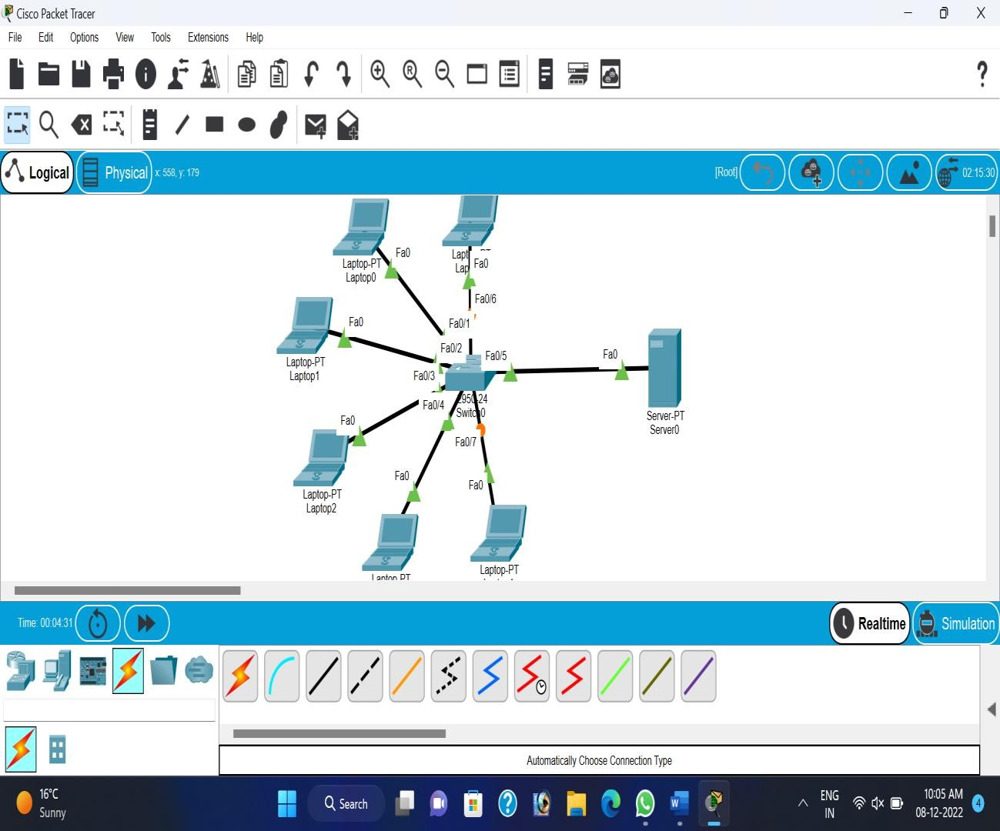 Cisco Packet Tracer
File Edit Options View Tools Extensions Help
Logical
Physical
x: 558, y: 179
[Root]
02:15:30
Laptop-PT
Laptop0
Fa0
Fa0
Fa0/6
Fa0/1
Fa0/2
Fa0/5
Fa0/3
Fa0/4
Fa0/7
Fa0
Laptop-PT
Laptop1
Fa0
Server-PT
Server0
2950-24
Switch0
Fa0
Laptop-PT
Laptop2
Fa0
Fa0
Laptop-PT
Laptop-PT
Time: 00:04:31
Realtime
Simulation
Automatically Choose Connection Type
16°C
Sunny
Search
ENG
IN
10:05 AM
08-12-2022
4